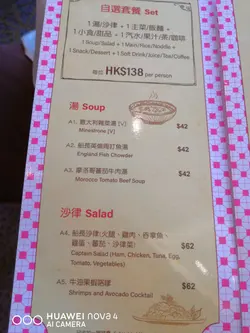 自選套餐 Set
1湯/沙律 + 1主菜/飯麵 +
1小食/甜品 + 1汽水/果汁/茶/咖啡
1 Soup/Salad + 1 Main/Rice/Noodle +
1 Snack/Dessert + 1 Soft Drink/Juice/Tea/Coffee
每位 HK$138 per person
湯 Soup
A1. 意大利雜菜湯 [V] $42
Minestrone [V]
A2. 船長英倫周打魚湯 $42
England Fish Chowder
A3. 摩洛哥蕃茄牛肉湯 $42
Morocco Tomato Beef Soup
沙律 Salad
A4. 船長沙律(火腿、雞肉、吞拿魚、
雞蛋、蕃茄、沙律菜) $62
Captain Salad (Ham, Chicken, Tuna, Egg,
Tomato, Vegetables)
A5. 牛油果蝦咯嗲 $62
Shrimps and Avocado Cocktail
HUAWEI nova 4
AI CAMERA